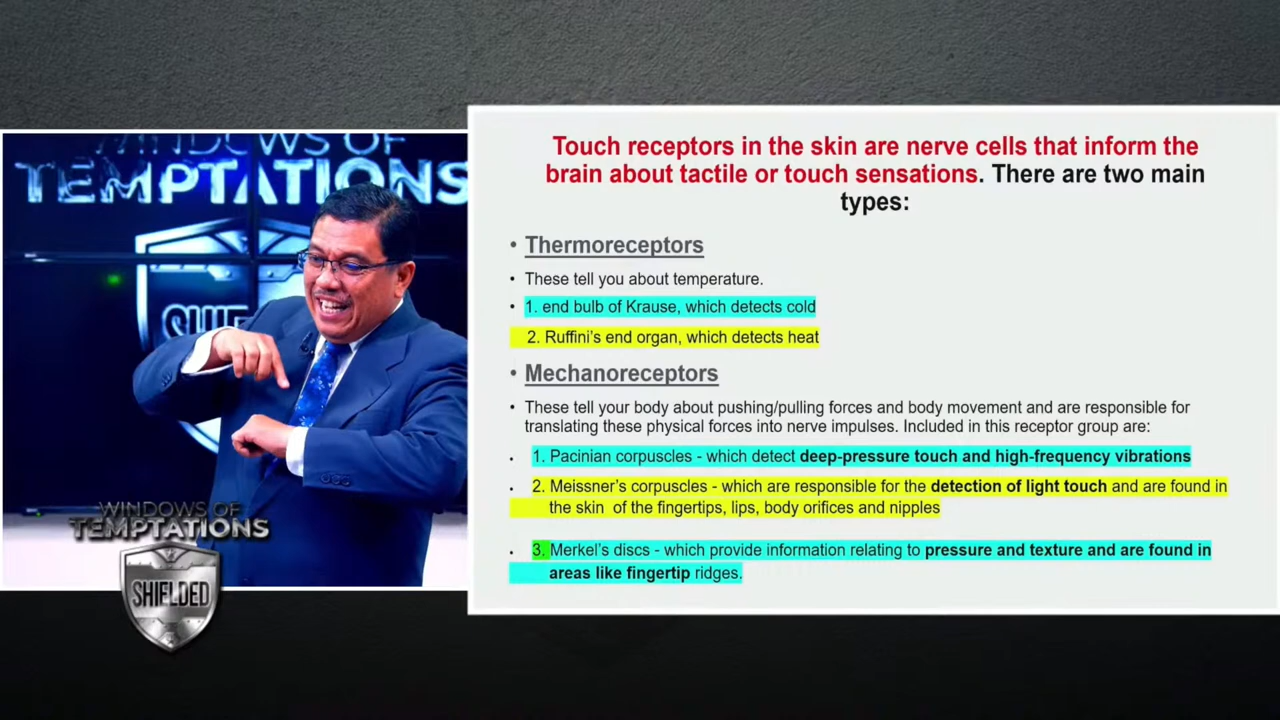 WINDOWS OF
TEMPTATIONS
SHIE
WINDOWS OF
TEMPTATIONS
SHIELDED
Touch receptors in the skin are nerve cells that inform the
brain about tactile or touch sensations. There are two main
types:
• Thermoreceptors
• These tell you about temperature.
• 1. end bulb of Krause, which detects cold
2. Ruffini's end organ, which detects heat
• Mechanoreceptors
• These tell your body about pushing/pulling forces and body movement and are responsible for
translating these physical forces into nerve impulses. Included in this receptor group are:
• 1. Pacinian corpuscles - which detect deep-pressure touch and high-frequency vibrations
• 2. Meissner's corpuscles - which are responsible for the detection of light touch and are found in
the skin of the fingertips, lips, body orifices and nipples
• 3. Merkel's discs - which provide information relating to pressure and texture and are found in
areas like fingertip ridges.